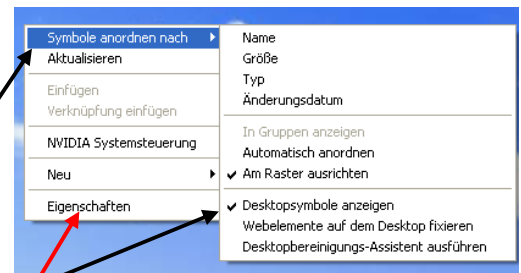 Symbole anordnen nach
Aktualisieren
Einfügen
Verknüpfung einfügen
NVIDIA Systemsteuerung
Neu
Eigenschaften
Name
Größe
Typ
Änderungsdatum
In Gruppen anzeigen
Automatisch anordnen
Am Raster ausrichten
Desktopsymbole anzeigen
Webelemente auf dem Desktop fixieren
Desktopbereinigungs-Assistent ausführen